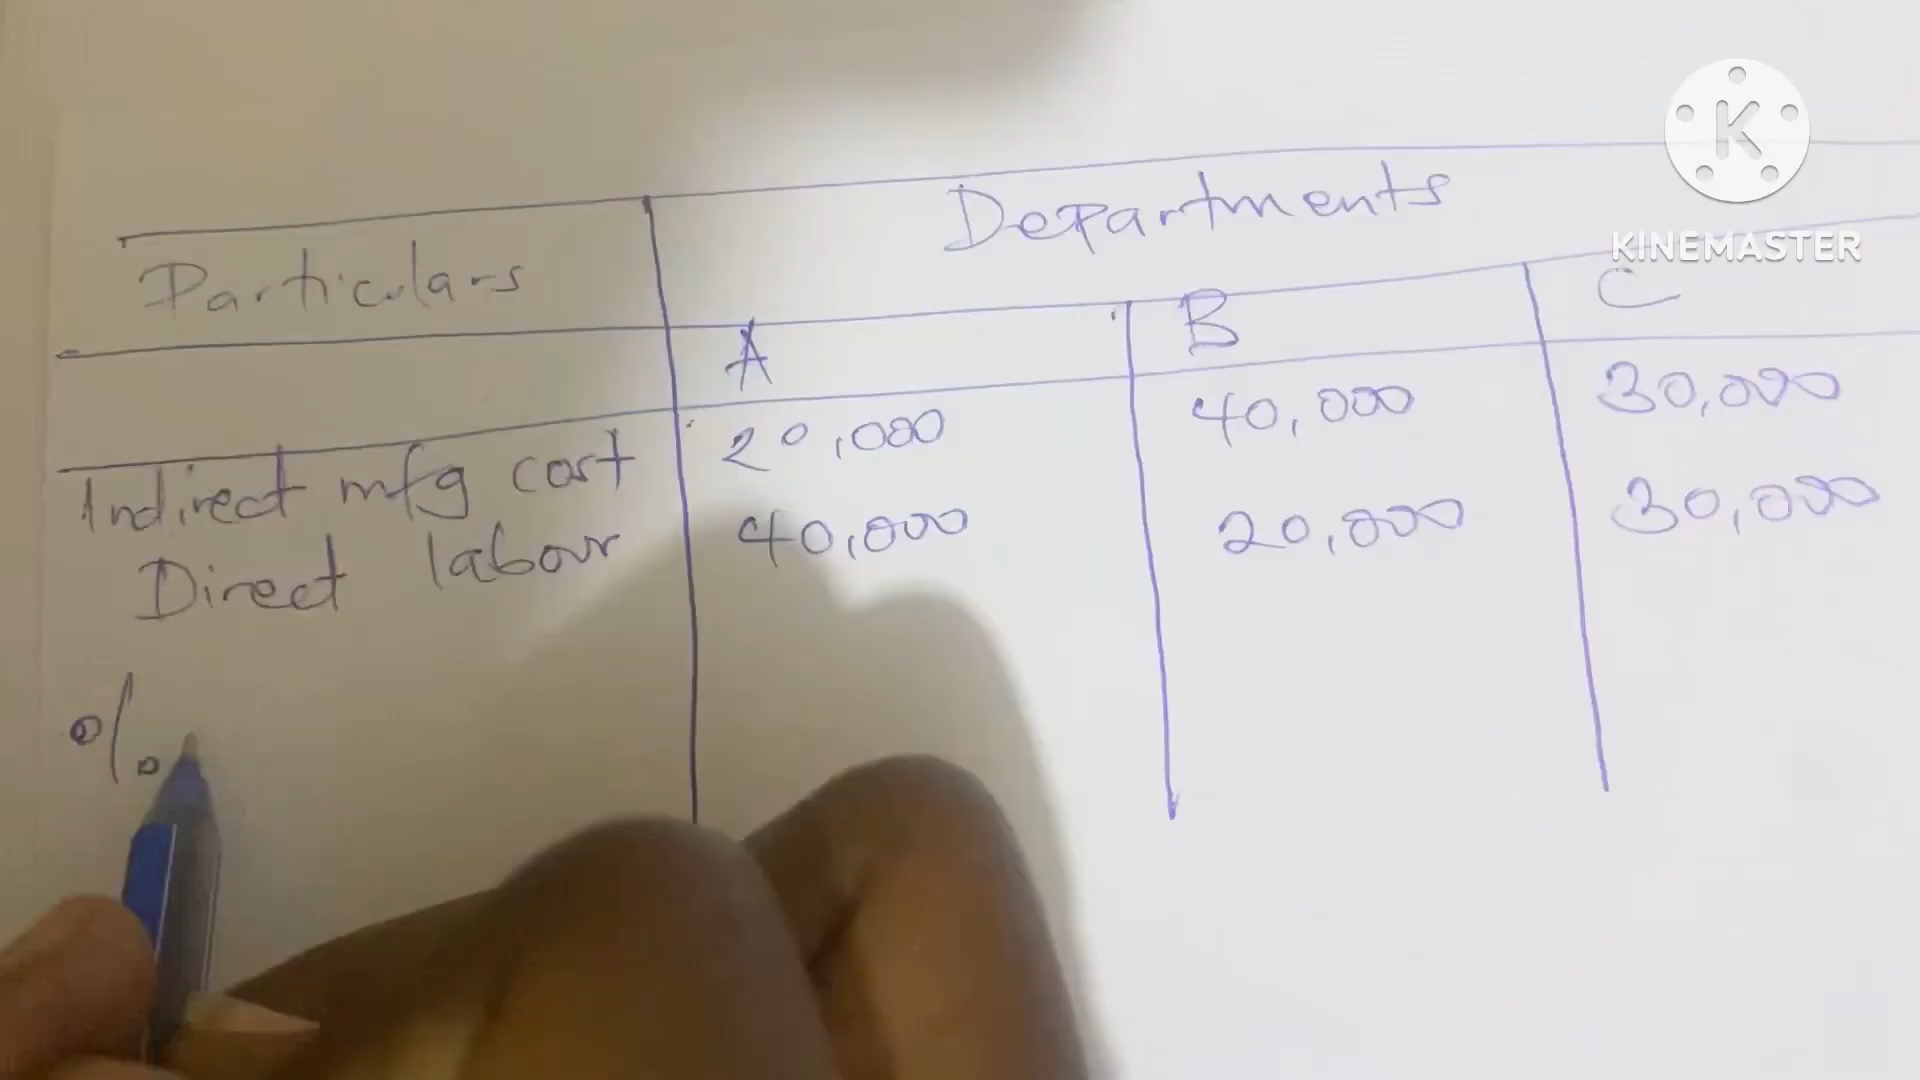 Departments
KINEMASTER
Particulars
A B C
Indirect mfg cost 20,000 40,000 30,000
Direct labour 40,000 20,000 30,000
%